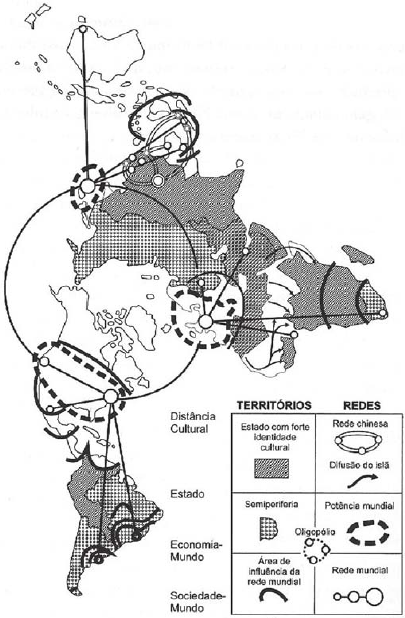 Distância
Cultural
Estado
Economia-
Mundo
Sociedade-
Mundo
TERRITÓRIOS
REDES
Estado com forte
identidade
cultural
Rede chinesa
Difusão do islã
Semiperiferia
Potência mundial
Oligopólio
Área de
influência da
rede mundial
Rede mundial